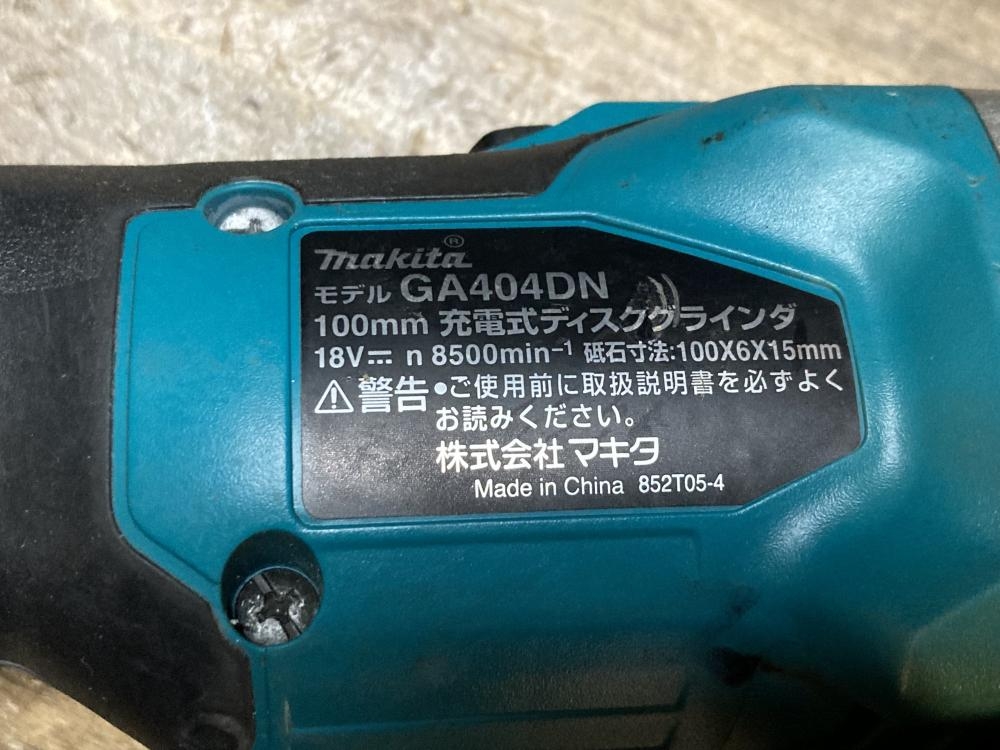 makita®
モデル GA404DN
100mm 充電式ディスクグラインダ
18V⎓ n 8500min⁻¹ 砥石寸法:100X6X15mm
⚠警告 •ご使用前に取扱説明書を必ずよく
お読みください。
株式会社マキタ
Made in China 852T05-4